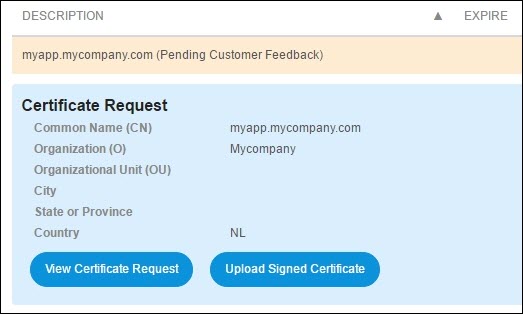 DESCRIPTION ▲ EXPIRE
myapp.mycompany.com (Pending Customer Feedback)
Certificate Request
Common Name (CN) myapp.mycompany.com
Organization (O) Mycompany
Organizational Unit (OU)
City
State or Province
Country NL
View Certificate Request Upload Signed Certificate